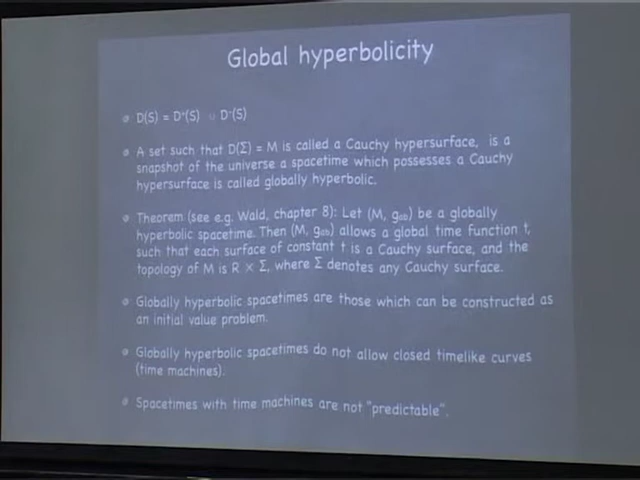 Global hyperbolicity
D(S) = D⁺(S) ∪ D⁻(S)
A set such that D(Σ) = M is called a Cauchy hypersurface, is a
snapshot of the universe a spacetime which possesses a Cauchy
hypersurface is called globally hyperbolic.
Theorem (see e.g. Wald, chapter 8): Let (M, gₐb) be a globally
hyperbolic spacetime. Then (M, gₐb) allows a global time function t,
such that each surface of constant t is a Cauchy surface, and the
topology of M is R × Σ, where Σ denotes any Cauchy surface.
Globally hyperbolic spacetimes are those which can be constructed as
an initial value problem.
Globally hyperbolic spacetimes do not allow closed timelike curves
(time machines).
Spacetimes with time machines are not "predictable".